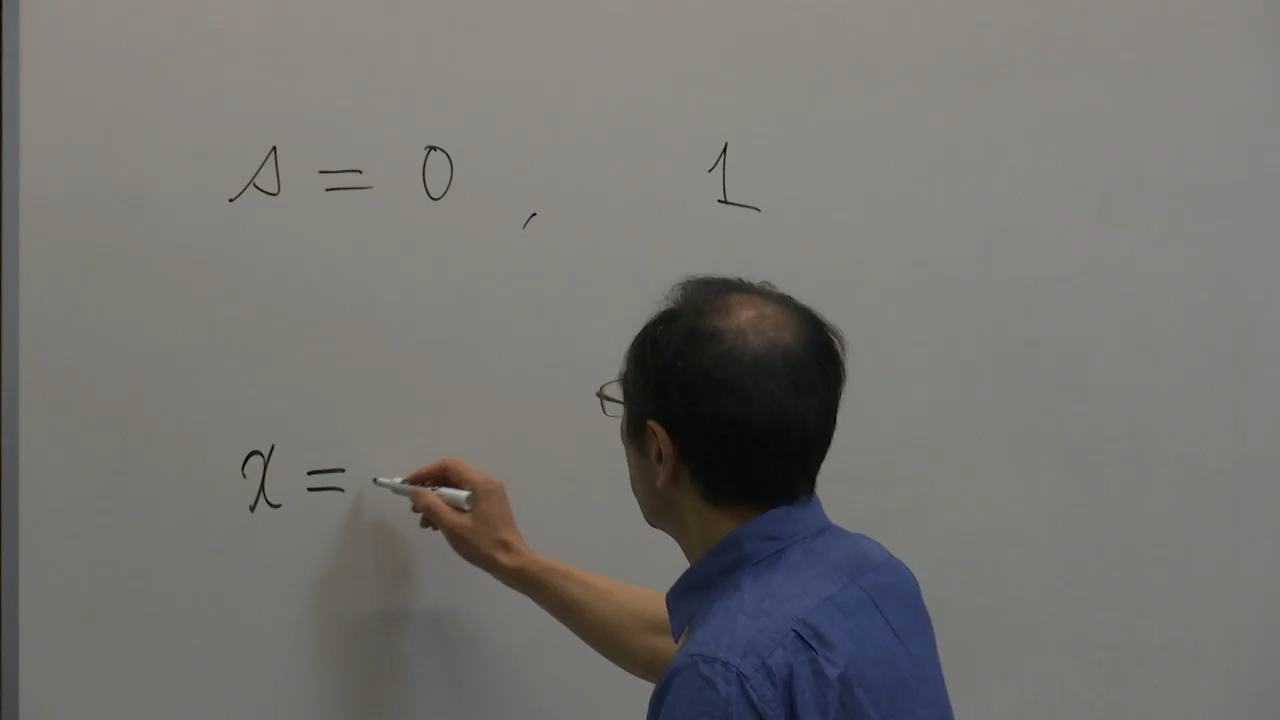 s = 0 , 1
x =